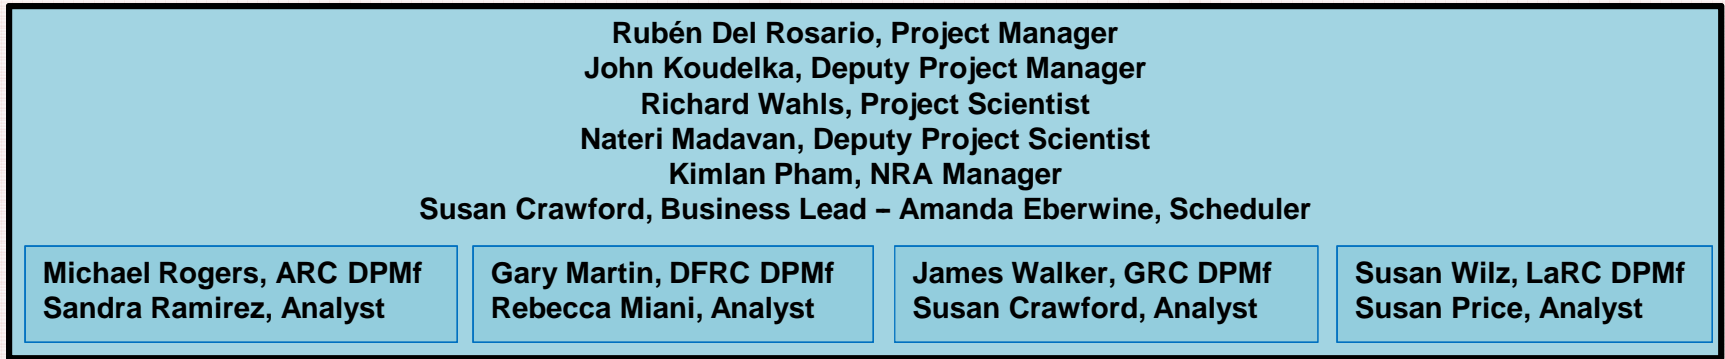 Rubén Del Rosario, Project Manager
John Koudelka, Deputy Project Manager
Richard Wahls, Project Scientist
Nateri Madavan, Deputy Project Scientist
Kimlan Pham, NRA Manager
Susan Crawford, Business Lead – Amanda Eberwine, Scheduler
Michael Rogers, ARC DPMf
Sandra Ramirez, Analyst
Gary Martin, DFRC DPMf
Rebecca Miani, Analyst
James Walker, GRC DPMf
Susan Crawford, Analyst
Susan Wilz, LaRC DPMf
Susan Price, Analyst